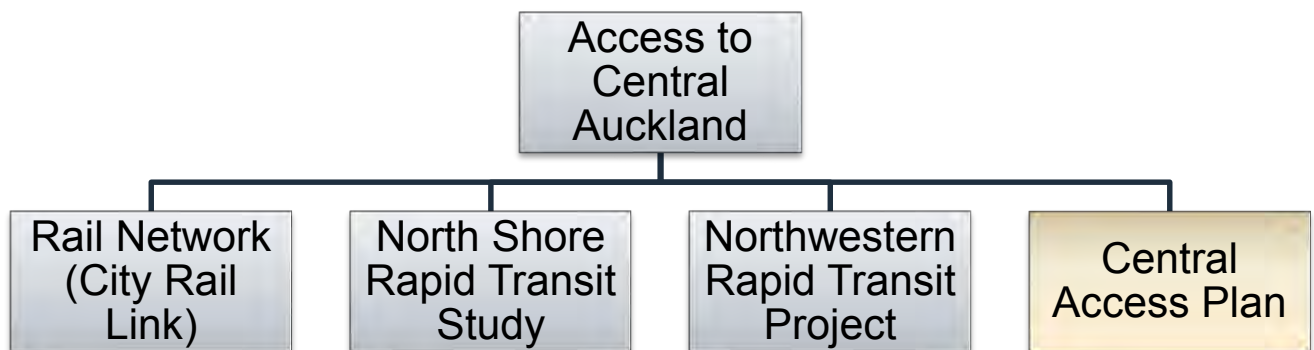 Access to
Central
Auckland
Rail Network
(City Rail
Link)
North Shore
Rapid Transit
Study
Northwestern
Rapid Transit
Project
Central
Access Plan